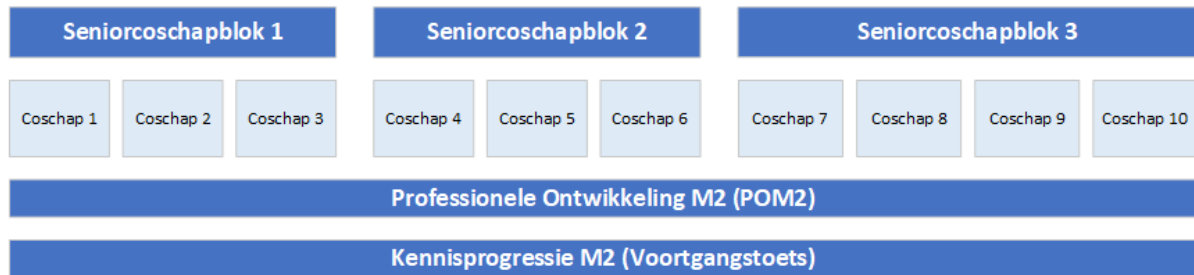 Seniorcoschapblok 1
Seniorcoschapblok 2
Seniorcoschapblok 3
Coschap 1
Coschap 2
Coschap 3
Coschap 4
Coschap 5
Coschap 6
Coschap 7
Coschap 8
Coschap 9
Coschap 10
Professionele Ontwikkeling M2 (POM2)
Kennisprogressie M2 (Voortgangstoets)